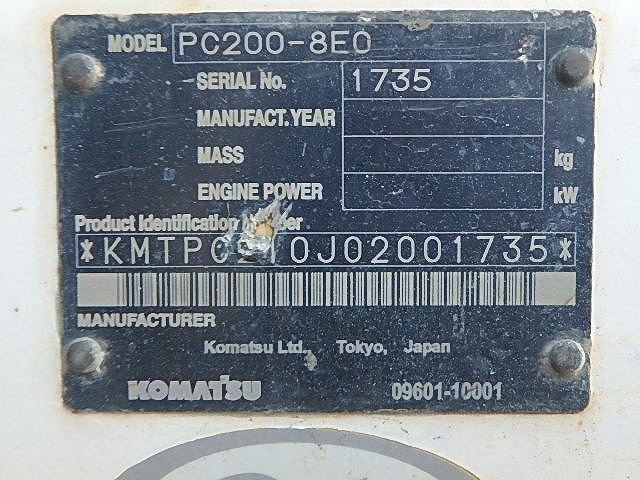 MODEL PC200-8E0
SERIAL No. 1735
MANUFACT. YEAR
MASS kg
ENGINE POWER kW
Product Identification
MANUFACTURER
Komatsu Ltd., Tokyo, Japan
KOMATSU 09601-10001